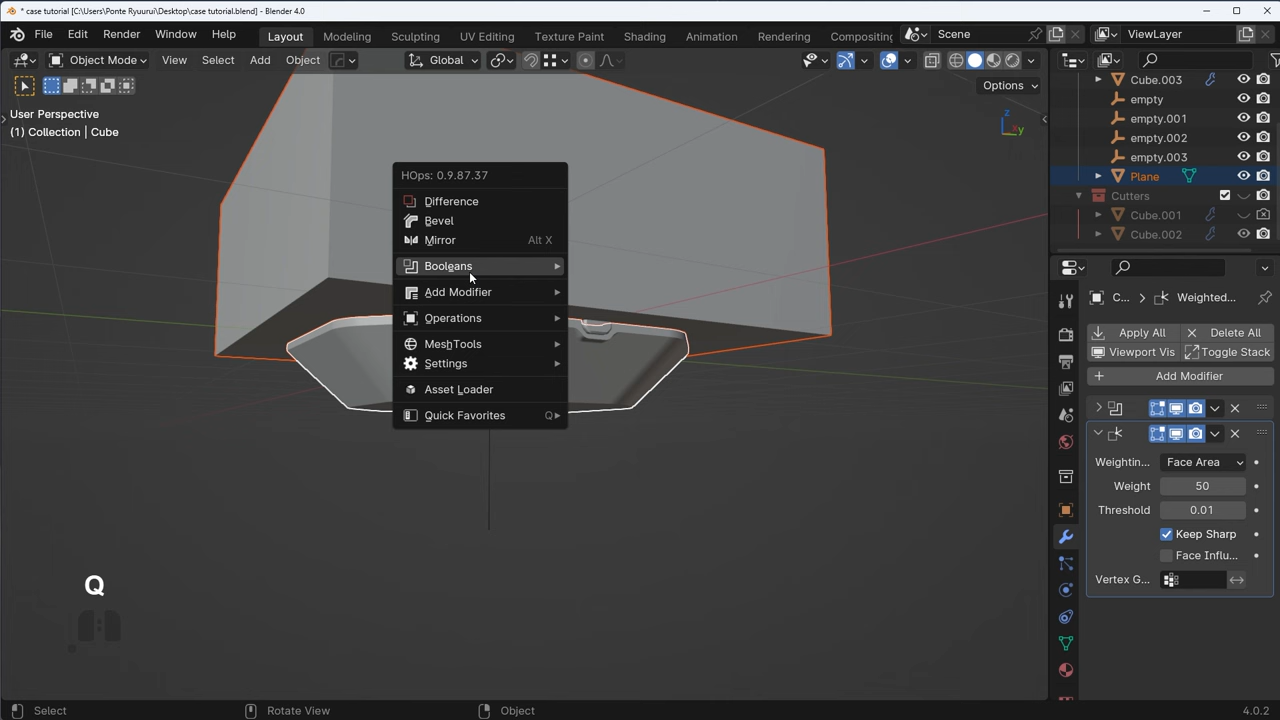 * case tutorial [C:\Users\Ponte Ryuurui\Desktop\case tutorial.blend] - Blender 4.0
File Edit Render Window Help
Layout Modeling Sculpting UV Editing Texture Paint Shading Animation Rendering Compositing
Scene
ViewLayer
Object Mode View Select Add Object
Global
Options
User Perspective
(1) Collection | Cube
z
x y
HOps: 0.9.87.37
Difference
Bevel
Mirror Alt X
Booleans
Add Modifier
Operations
MeshTools
Settings
Asset Loader
Quick Favorites Q
Q
Cube.003
empty
empty.001
empty.002
empty.003
Plane
Cutters
Cube.001
Cube.002
C... Weighted...
Apply All Delete All
Viewport Vis Toggle Stack
Add Modifier
Weightin... Face Area
Weight 50
Threshold 0.01
Keep Sharp
Face Influ...
Vertex G...
Select Rotate View Object 4.0.2